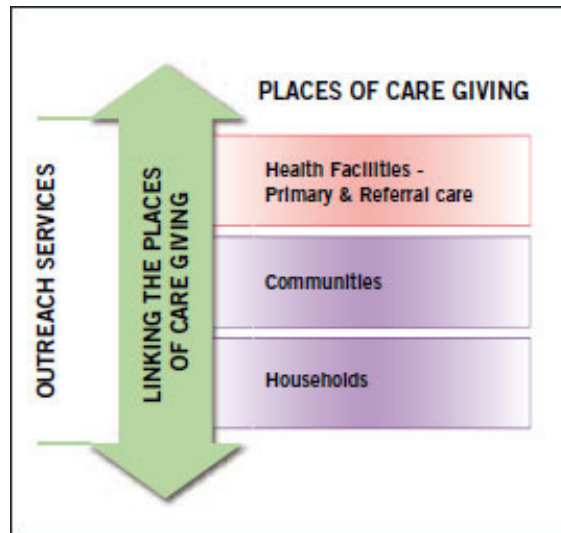 PLACES OF CARE GIVING
OUTREACH SERVICES
LINKING THE PLACES
OF CARE GIVING
Health Facilities -
Primary & Referral care
Communities
Households